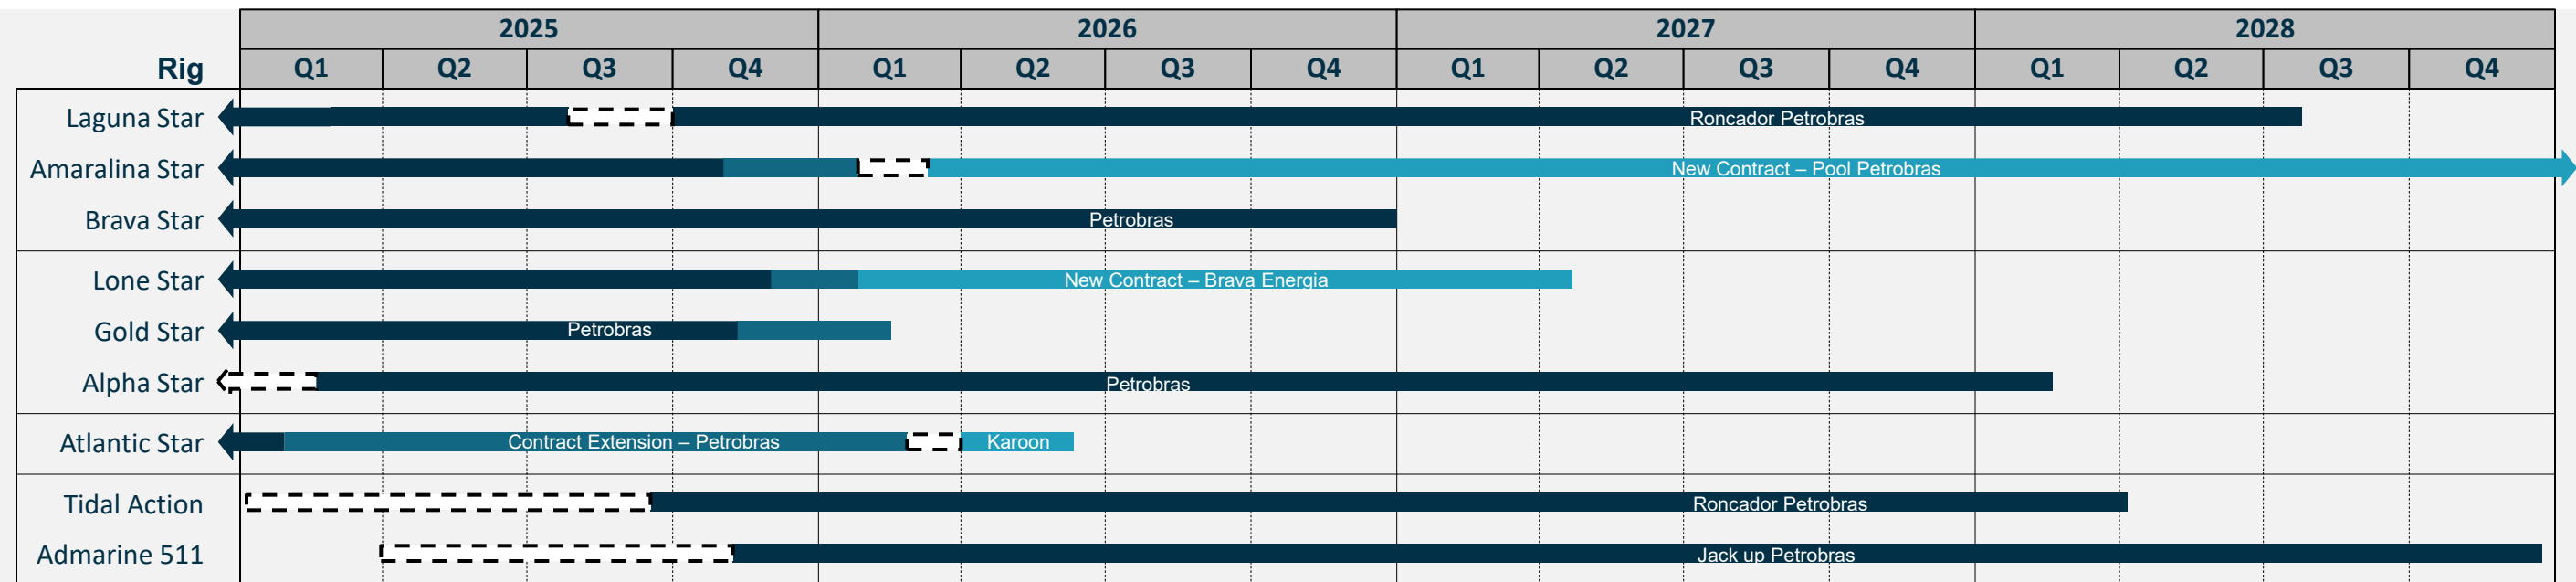 2025 2026 2027 2028
Rig Q1 Q2 Q3 Q4 Q1 Q2 Q3 Q4 Q1 Q2 Q3 Q4 Q1 Q2 Q3 Q4
Laguna Star Roncador Petrobras
Amaralina Star New Contract – Pool Petrobras
Brava Star Petrobras
Lone Star New Contract – Brava Energia
Gold Star Petrobras
Alpha Star Petrobras
Atlantic Star Contract Extension – Petrobras Karoon
Tidal Action Roncador Petrobras
Admarine 511 Jack up Petrobras